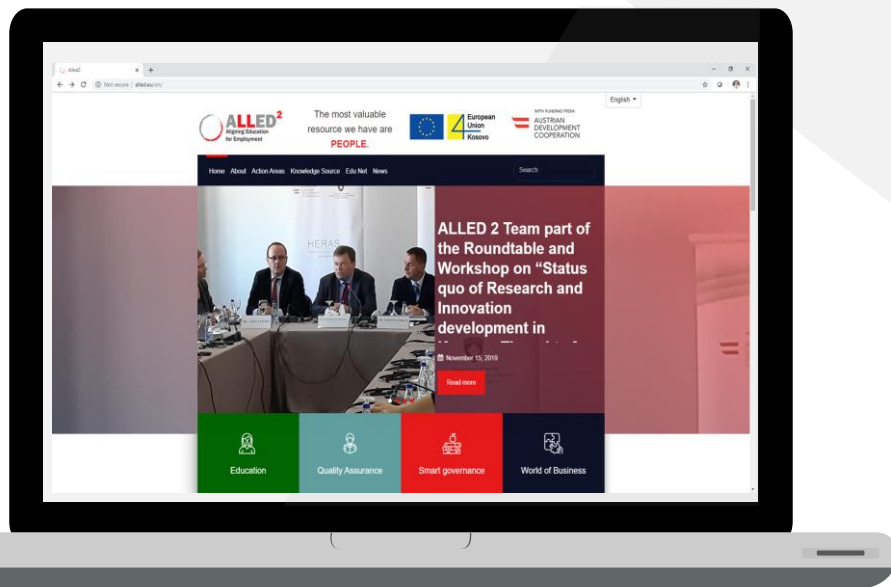 Alled2
Not secure | alled.eu/en/
English
ALLED²
Aligning Education
for Employment
The most valuable
resource we have are
PEOPLE.
European
Union
Kosovo
WITH FUNDING FROM
AUSTRIAN
DEVELOPMENT
COOPERATION
Home About Action Areas Knowledge Source Edu Net News
Search
HERAS
ALLED 2 Team part of
the Roundtable and
Workshop on “Status
quo of Research and
Innovation
development in
November 15, 2019
Read more
Education
Quality Assurance
Smart governance
World of Business